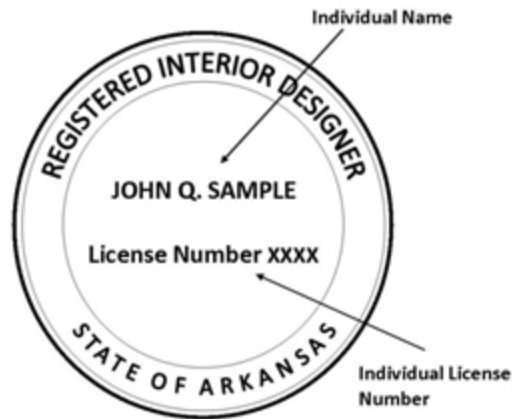 Individual Name
REGISTERED INTERIOR DESIGNER
JOHN Q. SAMPLE
License Number XXXX
STATE OF ARKANSAS
Individual License
Number